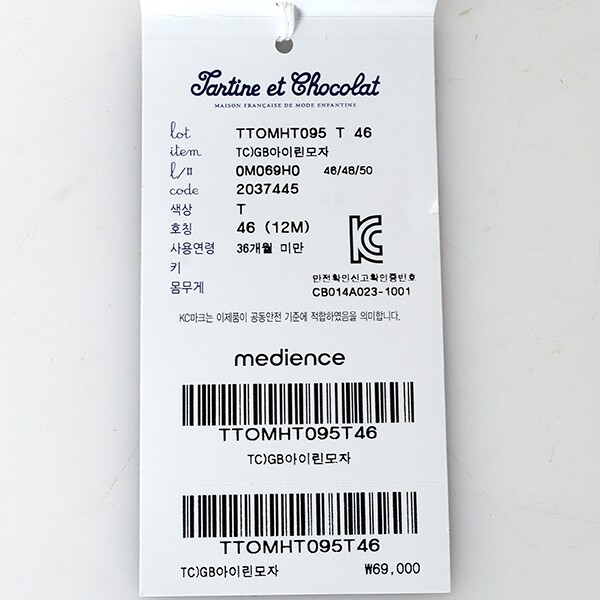 Tartine et Chocolat
MAISON FRANÇAISE DE MODE ENFANTINE
lot TTOMHT095 T 46
item TC)GB아이린모자
l/n 0M069H0 46/48/50
code 2037445
색상 T
호칭 46 (12M)
사용연령 36개월 미만
키
몸무게
안전확인신고확인증번호
CB014A023-1001
KC마크는 이제품이 공통안전 기준에 적합하였음을 의미합니다.
medience
TTOMHT095T46
TC)GB아이린모자
TTOMHT095T46
TC)GB아이린모자 ₩69,000